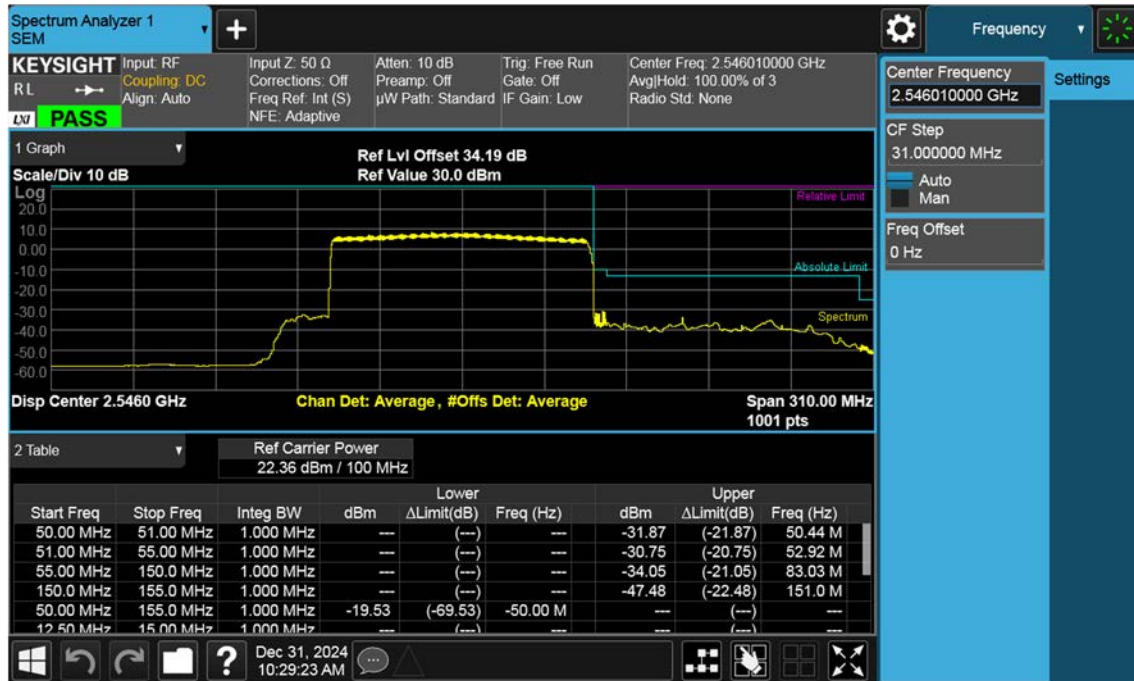 Spectrum Analyzer 1
SEM
Frequency
KEYSIGHT
R L
LXI
PASS
Input: RF
Coupling: DC
Align: Auto
Input Z: 50 Ω
Corrections: Off
Freq Ref: Int (S)
NFE: Adaptive
Atten: 10 dB
Preamp: Off
µW Path: Standard
Trig: Free Run
Gate: Off
IF Gain: Low
Center Freq: 2.546010000 GHz
Avg|Hold: 100.00% of 3
Radio Std: None
Center Frequency
2.546010000 GHz
Settings
CF Step
31.000000 MHz
Auto
Man
Freq Offset
0 Hz
1 Graph
Scale/Div 10 dB
Ref Lvl Offset 34.19 dB
Ref Value 30.0 dBm
Log
20.0
10.0
0.00
-10.0
-20.0
-30.0
-40.0
-50.0
-60.0
Relative Limit
Absolute Limit
Spectrum
Disp Center 2.5460 GHz
Chan Det: Average, #Offs Det: Average
Span 310.00 MHz
1001 pts
2 Table
Ref Carrier Power
22.36 dBm / 100 MHz
Lower Upper
Start Freq Stop Freq Integ BW dBm ΔLimit(dB) Freq (Hz) dBm ΔLimit(dB) Freq (Hz)
50.00 MHz 51.00 MHz 1.000 MHz --- (---) --- -31.87 (-21.87) 50.44 M
51.00 MHz 55.00 MHz 1.000 MHz --- (---) --- -30.75 (-20.75) 52.92 M
55.00 MHz 150.0 MHz 1.000 MHz --- (---) --- -34.05 (-21.05) 83.03 M
150.0 MHz 155.0 MHz 1.000 MHz --- (---) --- -47.48 (-22.48) 151.0 M
50.00 MHz 155.0 MHz 1.000 MHz -19.53 (-69.53) -50.00 M --- (---) ---
12.50 MHz 15.00 MHz 1.000 MHz --- (---) --- --- (---) ---
Dec 31, 2024
10:29:23 AM